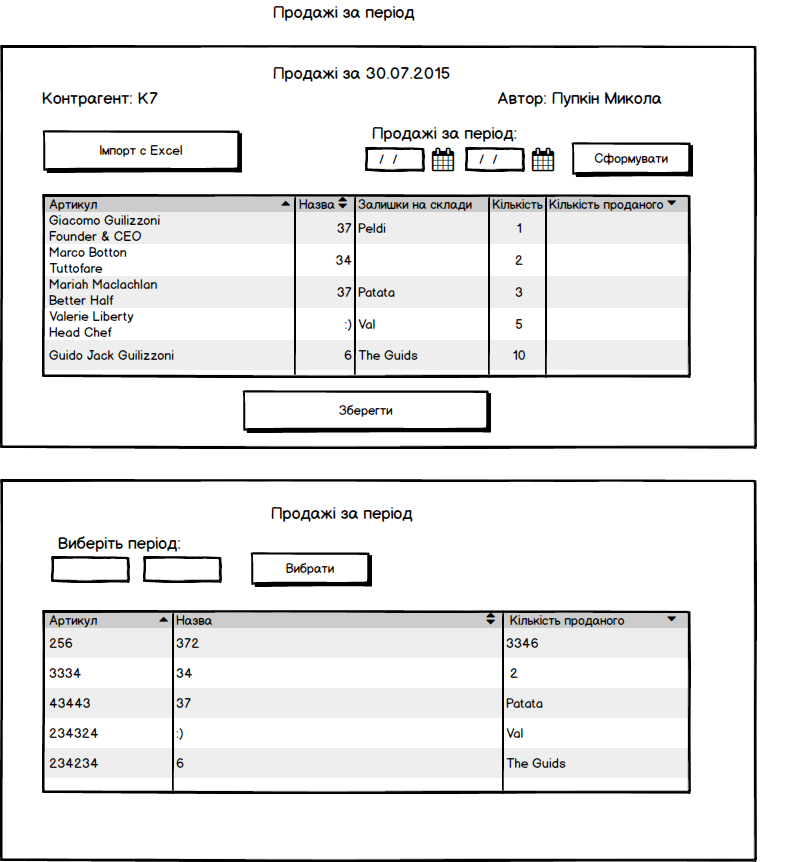 Продажі за період
Продажі за 30.07.2015
Контрагент: К7 Автор: Пупкін Микола
Продажі за період:
Імпорт с Excel / / / / Сформувати
Артикул Назва Залишки на склади Кількість Кількість проданого
Giacomo Guilizzoni
Founder & CEO 37 Peldi 1
Marco Botton
Tuttofare 34 2
Mariah Maclachlan
Better Half 37 Patata 3
Valerie Liberty
Head Chef :) Val 5
Guido Jack Guilizzoni 6 The Guids 10
Зберегти
Продажі за період
Виберіть період:
Вибрати
Артикул Назва Кількість проданого
256 372 3346
3334 34 2
43443 37 Patata
234324 :) Val
234234 6 The Guids